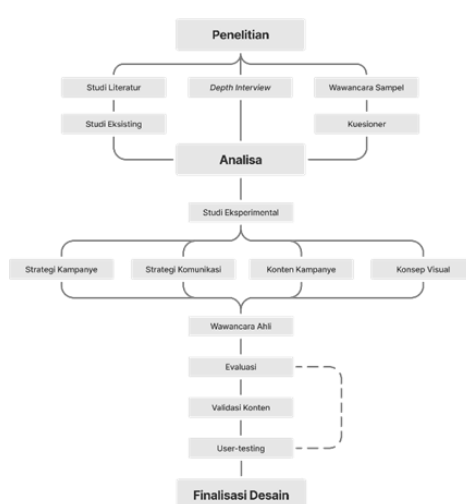 Penelitian
Studi Literatur
Depth Interview
Wawancara Sampel
Studi Eksisting
Kuesioner
Analisa
Studi Eksperimental
Strategi Kampanye
Strategi Komunikasi
Konten Kampanye
Konsep Visual
Wawancara Ahli
Evaluasi
Validasi Konten
User-testing
Finalisasi Desain